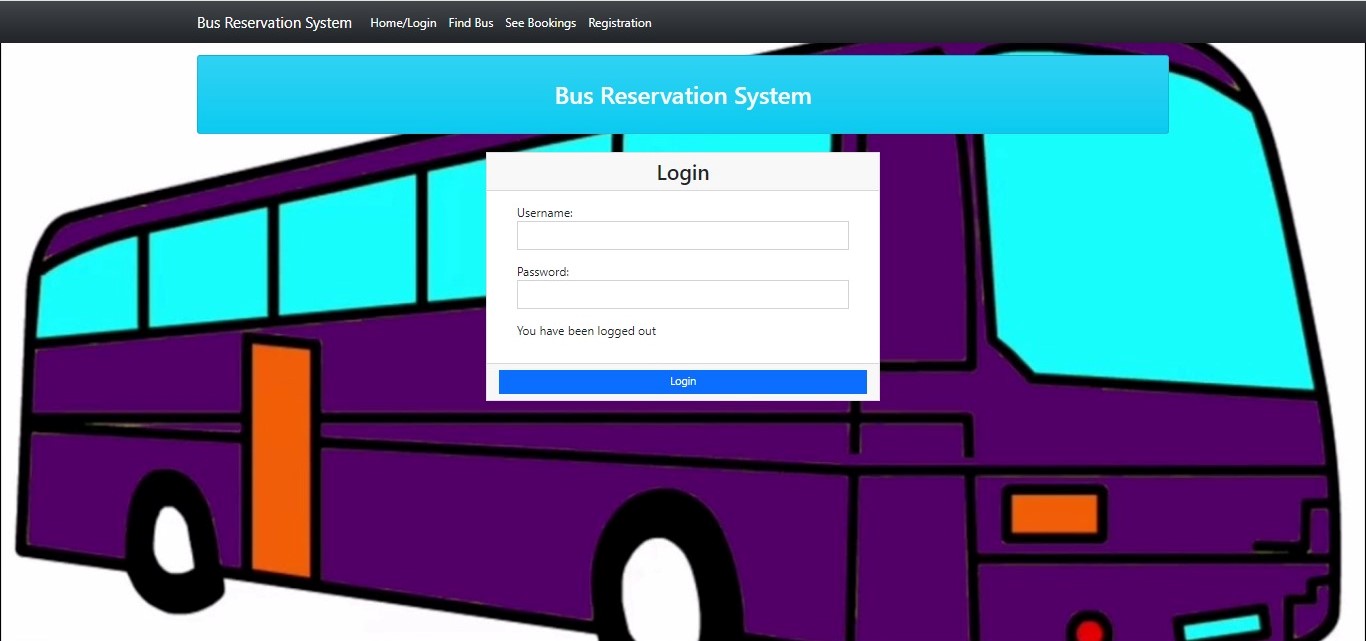 Bus Reservation System Home/Login Find Bus See Bookings Registration
Bus Reservation System
Login
Username:
Password:
You have been logged out
Login